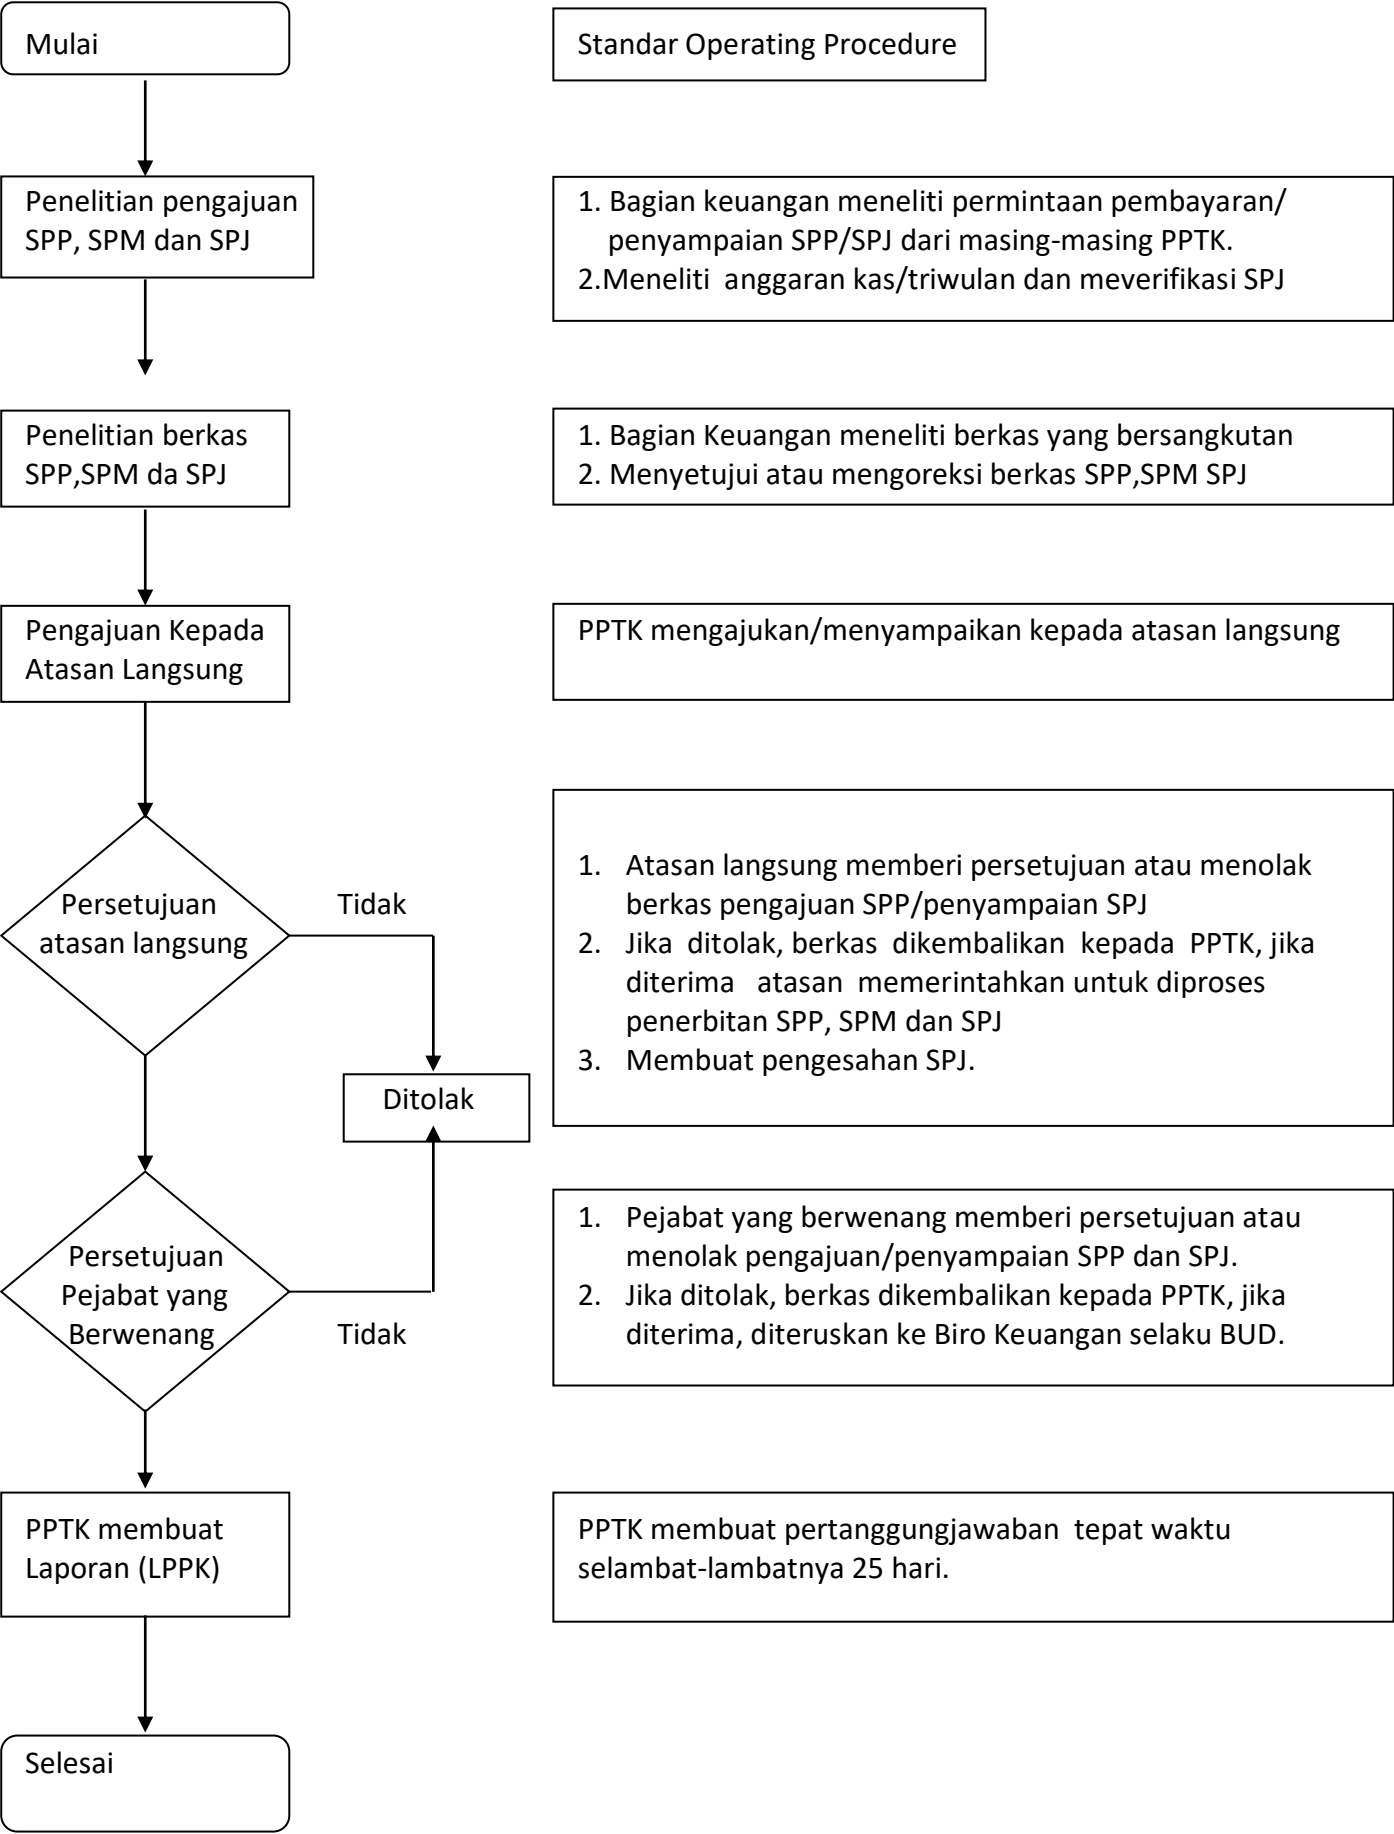 Mulai
Standar Operating Procedure
Penelitian pengajuan
SPP, SPM dan SPJ
1. Bagian keuangan meneliti permintaan pembayaran/
penyampaian SPP/SPJ dari masing-masing PPTK.
2.Meneliti anggaran kas/triwulan dan meverifikasi SPJ
Penelitian berkas
SPP,SPM da SPJ
1. Bagian Keuangan meneliti berkas yang bersangkutan
2. Menyetujui atau mengoreksi berkas SPP,SPM SPJ
Pengajuan Kepada
Atasan Langsung
PPTK mengajukan/menyampaikan kepada atasan langsung
Persetujuan
atasan langsung
Tidak
1. Atasan langsung memberi persetujuan atau menolak
berkas pengajuan SPP/penyampaian SPJ
2. Jika ditolak, berkas dikembalikan kepada PPTK, jika
diterima atasan memerintahkan untuk diproses
penerbitan SPP, SPM dan SPJ
3. Membuat pengesahan SPJ.
Ditolak
Persetujuan
Pejabat yang
Berwenang
Tidak
1. Pejabat yang berwenang memberi persetujuan atau
menolak pengajuan/penyampaian SPP dan SPJ.
2. Jika ditolak, berkas dikembalikan kepada PPTK, jika
diterima, diteruskan ke Biro Keuangan selaku BUD.
PPTK membuat
Laporan (LPPK)
PPTK membuat pertanggungjawaban tepat waktu
selambat-lambatnya 25 hari.
Selesai